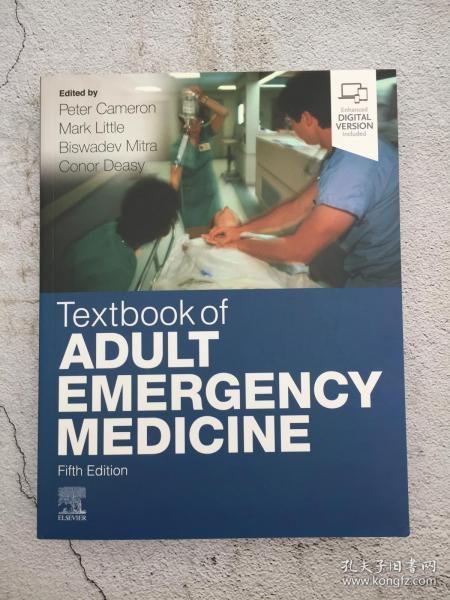 Edited by
Peter Cameron
Mark Little
Biswadev Mitra
Conor Deasy
Enhanced
DIGITAL
VERSION
Included
Textbook of
ADULT
EMERGENCY
MEDICINE
Fifth Edition
ELSEVIER
孔夫子旧书网
www.kongfz.com